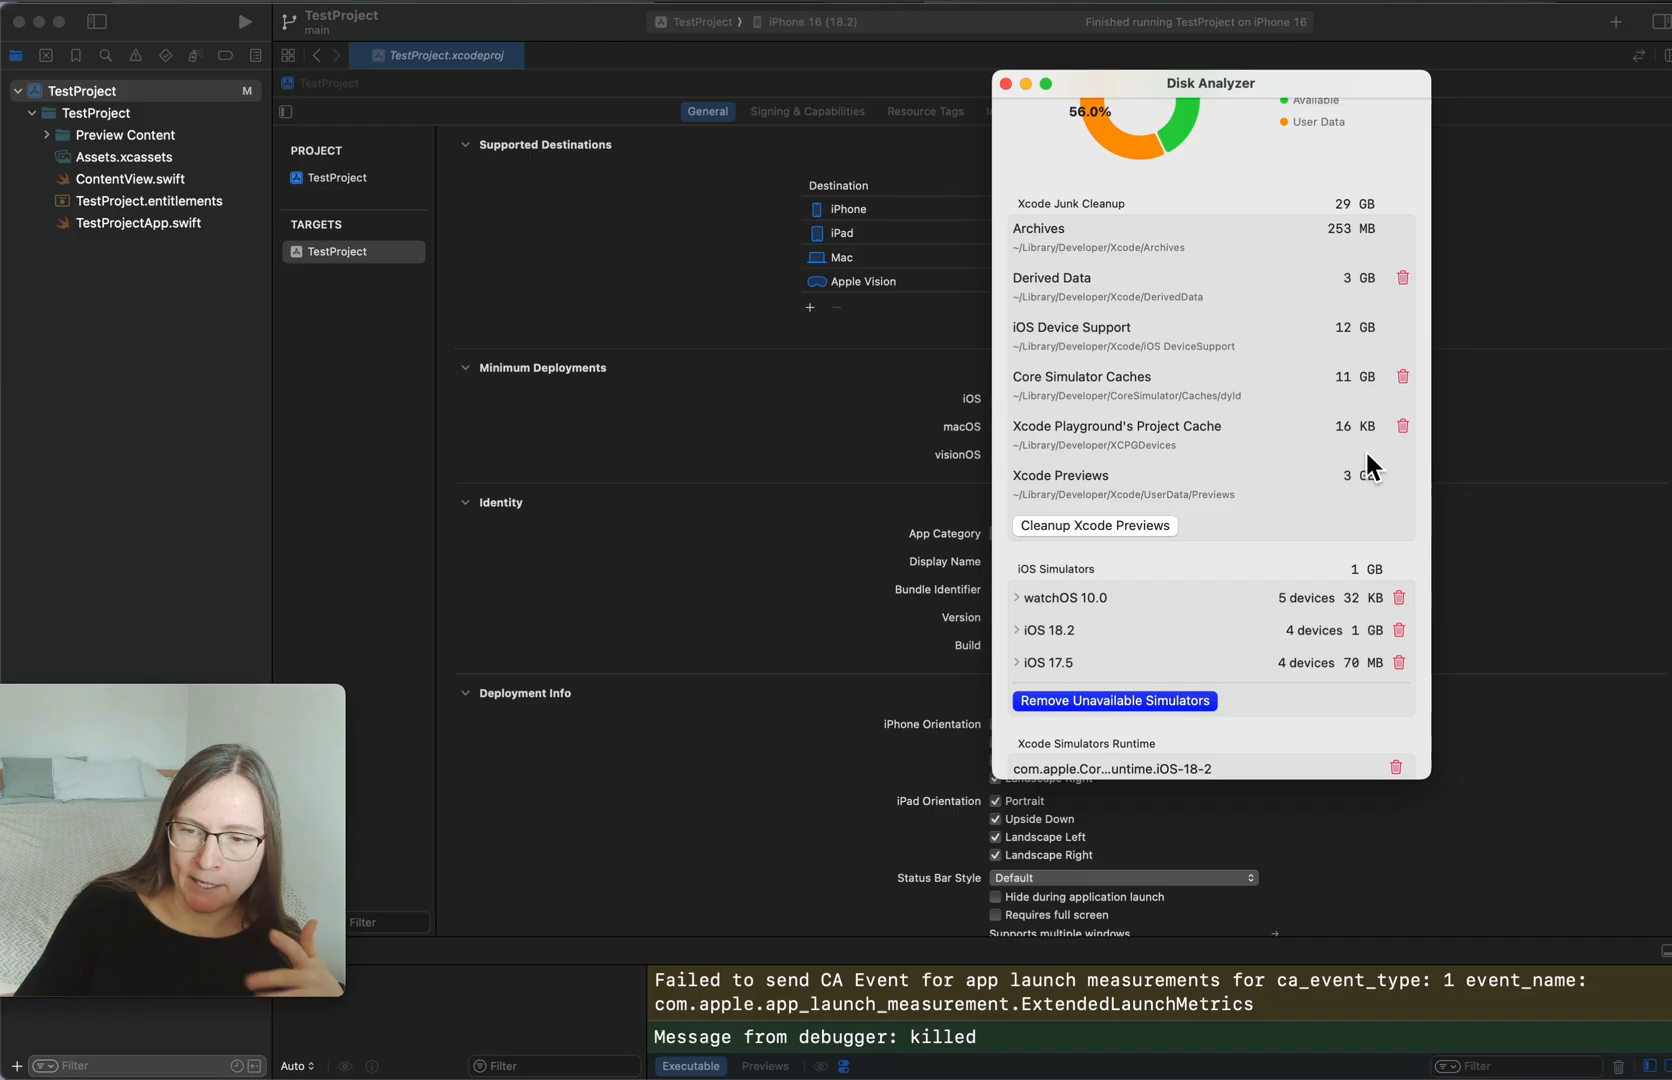 TestProject
main
TestProject
iPhone 16 (18.2)
Finished running TestProject on iPhone 16
TestProject.xcodeproj
TestProject
M
TestProject
Preview Content
Assets.xcassets
ContentView.swift
TestProject.entitlements
TestProjectApp.swift
TestProject
General
Signing & Capabilities
Resource Tags
PROJECT
TestProject
TARGETS
TestProject
Filter
Supported Destinations
Destination
iPhone
iPad
Mac
Apple Vision
Minimum Deployments
iOS
macOS
visionOS
Identity
App Category
Display Name
Bundle Identifier
Version
Build
Deployment Info
iPhone Orientation
Landscape Right
iPad Orientation
Portrait
Upside Down
Landscape Left
Landscape Right
Status Bar Style
Default
Hide during application launch
Requires full screen
Supports multiple windows
Disk Analyzer
56.0%
Available
User Data
Xcode Junk Cleanup 29 GB
Archives 253 MB
~/Library/Developer/Xcode/Archives
Derived Data 3 GB
~/Library/Developer/Xcode/DerivedData
iOS Device Support 12 GB
~/Library/Developer/Xcode/iOS DeviceSupport
Core Simulator Caches 11 GB
~/Library/Developer/CoreSimulator/Caches/dyld
Xcode Playground's Project Cache 16 KB
~/Library/Developer/XCPGDevices
Xcode Previews 3
~/Library/Developer/Xcode/UserData/Previews
Cleanup Xcode Previews
iOS Simulators 1 GB
watchOS 10.0 5 devices 32 KB
iOS 18.2 4 devices 1 GB
iOS 17.5 4 devices 70 MB
Remove Unavailable Simulators
Xcode Simulators Runtime
com.apple.Cor...untime.iOS-18-2
Failed to send CA Event for app launch measurements for ca_event_type: 1 event_name:
com.apple.app_launch_measurement.ExtendedLaunchMetrics
Message from debugger: killed
Filter
Auto
Filter
Executable
Previews
Filter